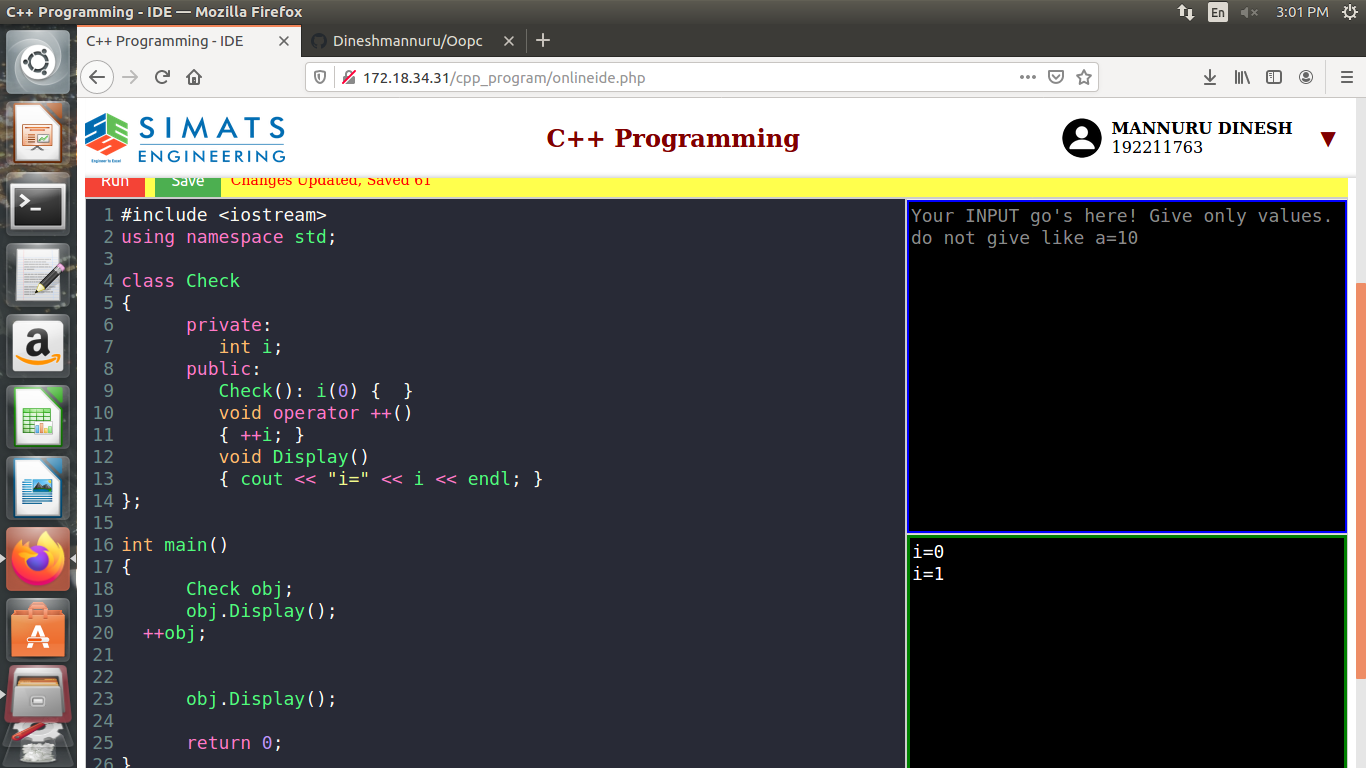 C++ Programming - IDE — Mozilla Firefox
En
3:01 PM
C++ Programming - IDE
Dineshmannuru/Oopc
172.18.34.31/cpp_program/onlineide.php
SIMATS
ENGINEERING
Engineer to Excel
C++ Programming
MANNURU DINESH
192211763
Run Save Changes Updated, Saved 61
1 #include <iostream>
2 using namespace std;
3
4 class Check
5 {
6       private:
7          int i;
8       public:
9          Check(): i(0) {  }
10          void operator ++()
11          { ++i; }
12          void Display()
13          { cout << "i=" << i << endl; }
14 };
15
16 int main()
17 {
18       Check obj;
19       obj.Display();
20   ++obj;
21
22
23       obj.Display();
24
25       return 0;
26 }
Your INPUT go's here! Give only values.
do not give like a=10
i=0
i=1